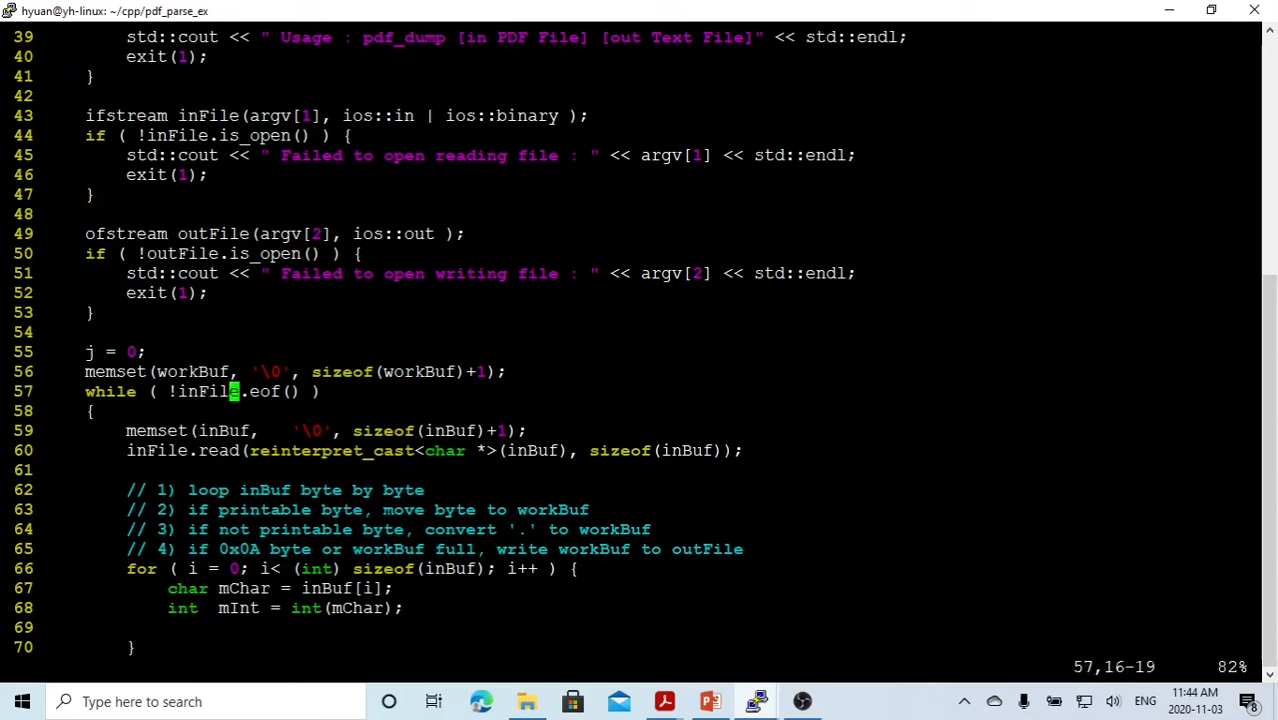 hyuan@yh-linux: ~/cpp/pdf_parse_ex
39         std::cout << " Usage : pdf_dump [in PDF File] [out Text File]" << std::endl;
40         exit(1);
41     }
42
43     ifstream inFile(argv[1], ios::in | ios::binary );
44     if ( !inFile.is_open() ) {
45         std::cout << " Failed to open reading file : " << argv[1] << std::endl;
46         exit(1);
47     }
48
49     ofstream outFile(argv[2], ios::out );
50     if ( !outFile.is_open() ) {
51         std::cout << " Failed to open writing file : " << argv[2] << std::endl;
52         exit(1);
53     }
54
55     j = 0;
56     memset(workBuf, '\0', sizeof(workBuf)+1);
57     while ( !inFile.eof() )
58     {
59         memset(inBuf,   '\0', sizeof(inBuf)+1);
60         inFile.read(reinterpret_cast<char *>(inBuf), sizeof(inBuf));
61
62         // 1) loop inBuf byte by byte
63         // 2) if printable byte, move byte to workBuf
64         // 3) if not printable byte, convert '.' to workBuf
65         // 4) if 0x0A byte or workBuf full, write workBuf to outFile
66         for ( i = 0; i< (int) sizeof(inBuf); i++ ) {
67             char mChar = inBuf[i];
68             int  mInt = int(mChar);
69
70         }
57,16-19 82%
Type here to search
ENG
11:44 AM
2020-11-03
8